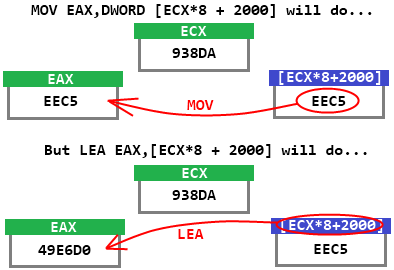 MOV EAX,DWORD [ECX*8 + 2000] will do...
ECX
938DA
EAX
[ECX*8+2000]
EEC5
MOV
EEC5
But LEA EAX,[ECX*8 + 2000] will do...
ECX
938DA
EAX
[ECX*8+2000]
LEA
49E6D0
EEC5